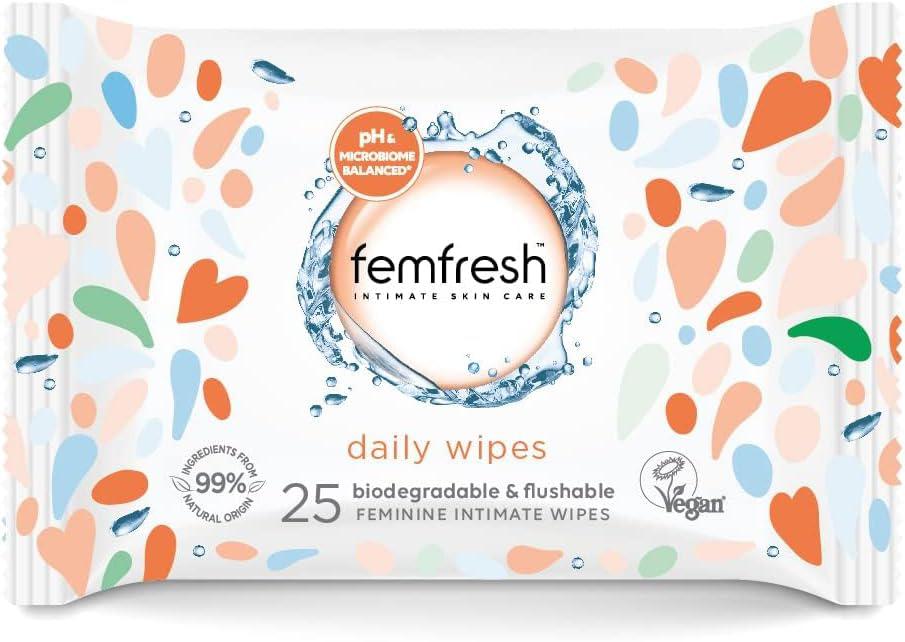 pH &
MICROBIOME
BALANCED*
femfresh™
INTIMATE SKIN CARE
daily wipes
INGREDIENTS FROM
99%
NATURAL ORIGIN
25 biodegradable & flushable
FEMININE INTIMATE WIPES
Vegan